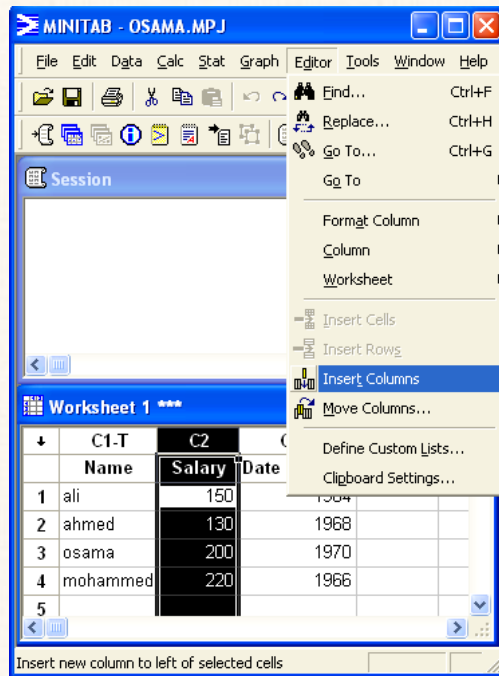 MINITAB - OSAMA.MPJ
File Edit Data Calc Stat Graph Editor Tools Window Help
Find... Ctrl+F
Replace... Ctrl+H
Go To... Ctrl+G
Go To
Format Column
Column
Worksheet
Insert Cells
Insert Rows
Insert Columns
Move Columns...
Define Custom Lists...
Clipboard Settings...
Session
Worksheet 1 ***
C1-T C2
Name Salary Date
1 ali 150 1964
2 ahmed 130 1968
3 osama 200 1970
4 mohammed 220 1966
5
Insert new column to left of selected cells